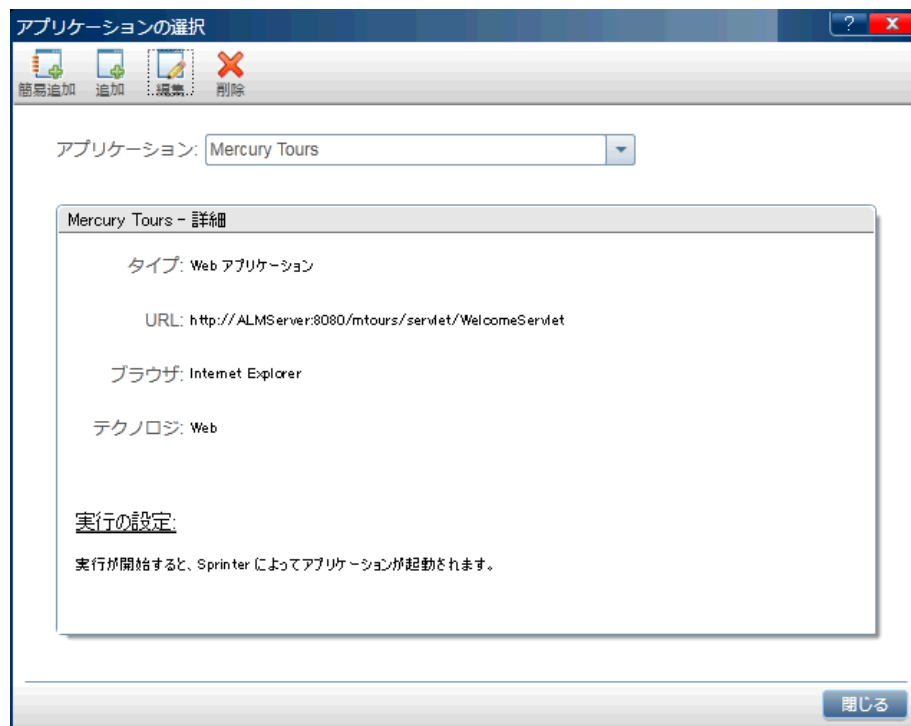 アプリケーションの選択
?
簡易追加 追加 編集 削除
アプリケーション: Mercury Tours
Mercury Tours - 詳細
タイプ: Web アプリケーション
URL: http://ALMServer:8080/mtours/servlet/WelcomeServlet
ブラウザ: Internet Explorer
テクノロジ: Web
実行の設定:
実行が開始すると、Sprinter によってアプリケーションが起動されます。
閉じる